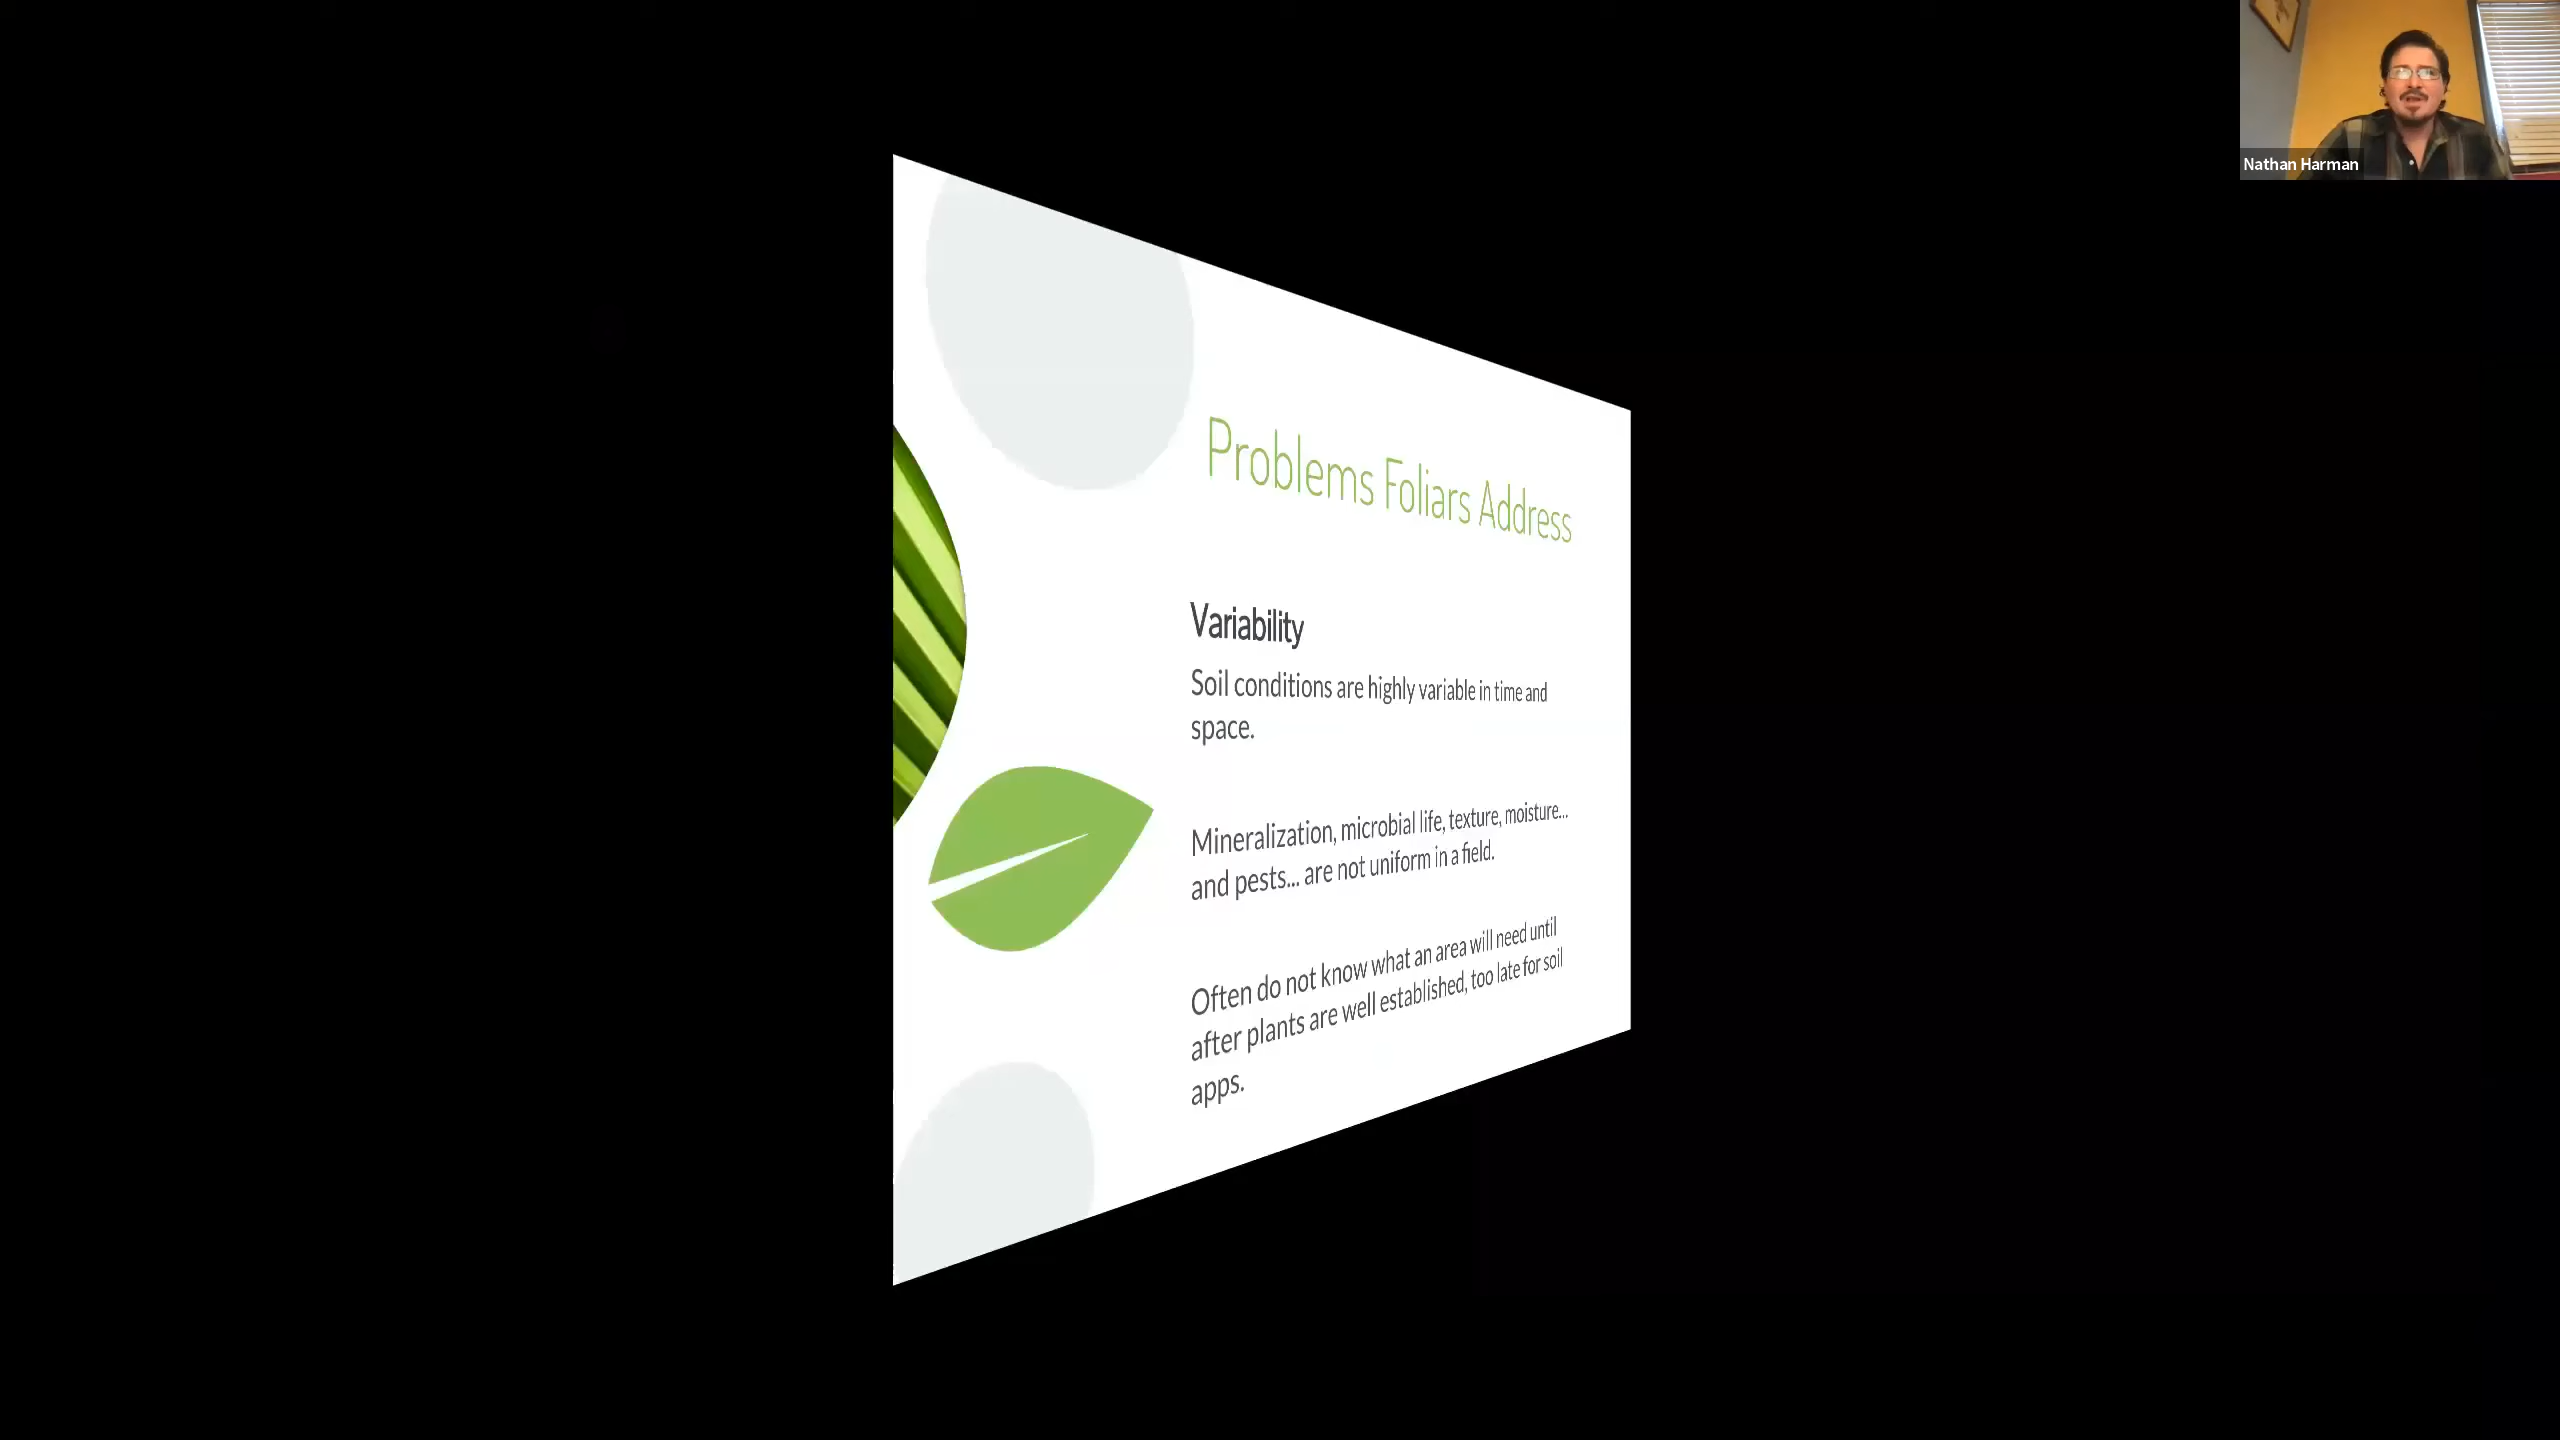 Nathan Harman
Problems Foliars Address
Variability
Soil conditions are highly variable in time and
space.
Mineralization, microbial life, texture, moisture...
and pests... are not uniform in a field.
Often do not know what an area will need until
after plants are well established, too late for soil
apps.